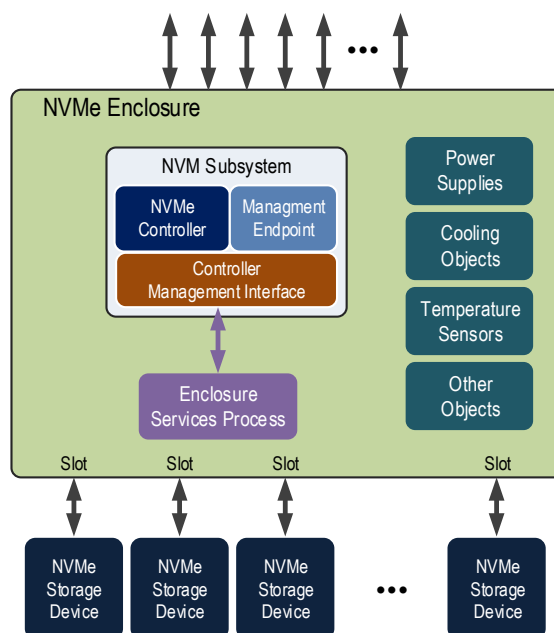 NVMe Enclosure
NVM Subsystem
NVMe
Controller
Managment
Endpoint
Controller
Management Interface
Enclosure
Services Process
Power
Supplies
Cooling
Objects
Temperature
Sensors
Other
Objects
Slot
Slot
Slot
Slot
NVMe
Storage
Device
NVMe
Storage
Device
NVMe
Storage
Device
NVMe
Storage
Device